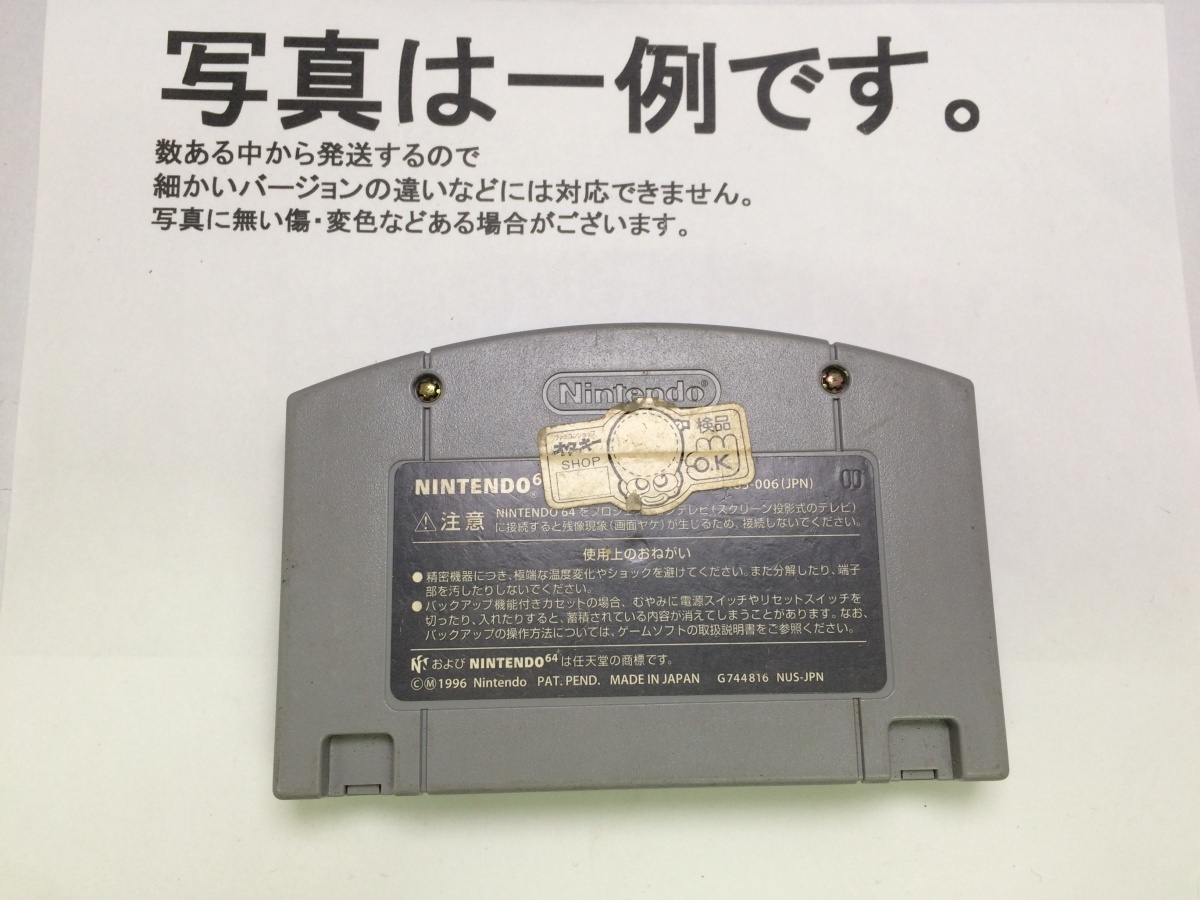 写真は一例です。
数ある中から発送するので
細かいバージョンの違いなどには対応できません。
写真に無い傷・変色などある場合がございます。
Nintendo®
検品
SHOP
O.K
NINTENDO6
-006(JPN)
00
注意
NINTENDO 64 をプロジェ テレビ(スクリーン投影式のテレビ)
に接続すると残像現象(画面ヤケ)が生じるため、接続しないでください。
使用上のおねがい
●精密機器につき、極端な温度変化やショックを避けてください。また分解したり、端子
部を汚したりしないでください。
●バックアップ機能付きカセットの場合、むやみに電源スイッチやリセットスイッチを
切ったり、入れたりすると、蓄積されている内容が消えてしまうことがあります。なお、
バックアップの操作方法については、ゲームソフトの取扱説明書をご参照ください。
および NINTENDO64 は任天堂の商標です。
©Ⓜ1996 Nintendo PAT. PEND. MADE IN JAPAN G744816 NUS-JPN